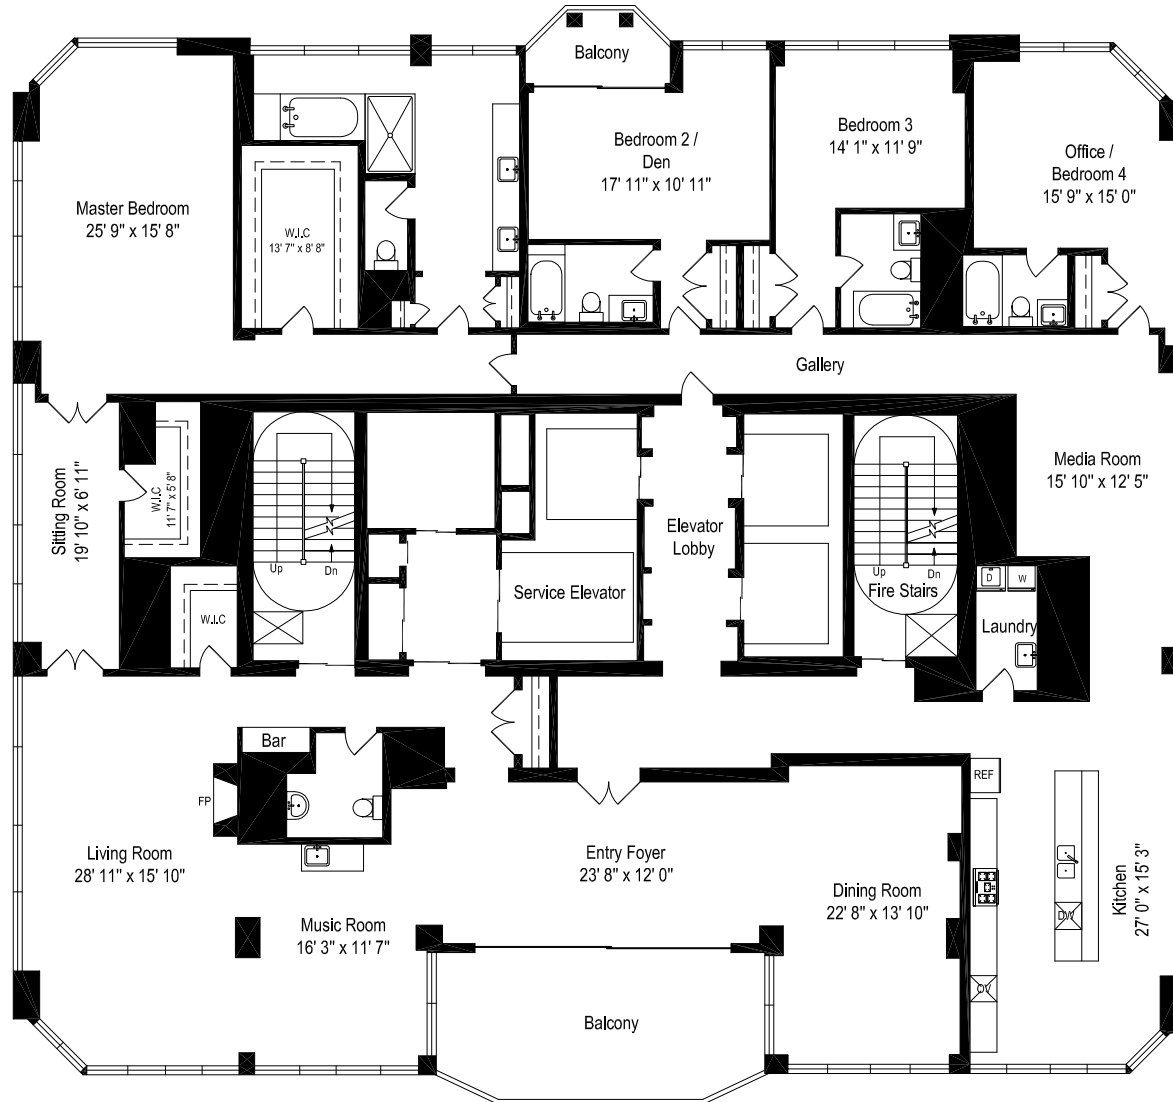 Balcony
Master Bedroom
25' 9" x 15' 8"
W.I.C
13' 7" x 8' 8"
Bedroom 2 /
Den
17' 11" x 10' 11"
Bedroom 3
14' 1" x 11' 9"
Office /
Bedroom 4
15' 9" x 15' 0"
Gallery
Sitting Room
19' 10" x 6' 11"
W.I.C
11' 7" x 5' 8"
W.I.C
Up
Dn
Service Elevator
Elevator
Lobby
Up
Dn
Fire Stairs
Media Room
15' 10" x 12' 5"
D
W
Laundry
Bar
FP
REF
Living Room
28' 11" x 15' 10"
Music Room
16' 3" x 11' 7"
Entry Foyer
23' 8" x 12' 0"
Dining Room
22' 8" x 13' 10"
Kitchen
27' 0" x 15' 3"
DW
OV
Balcony